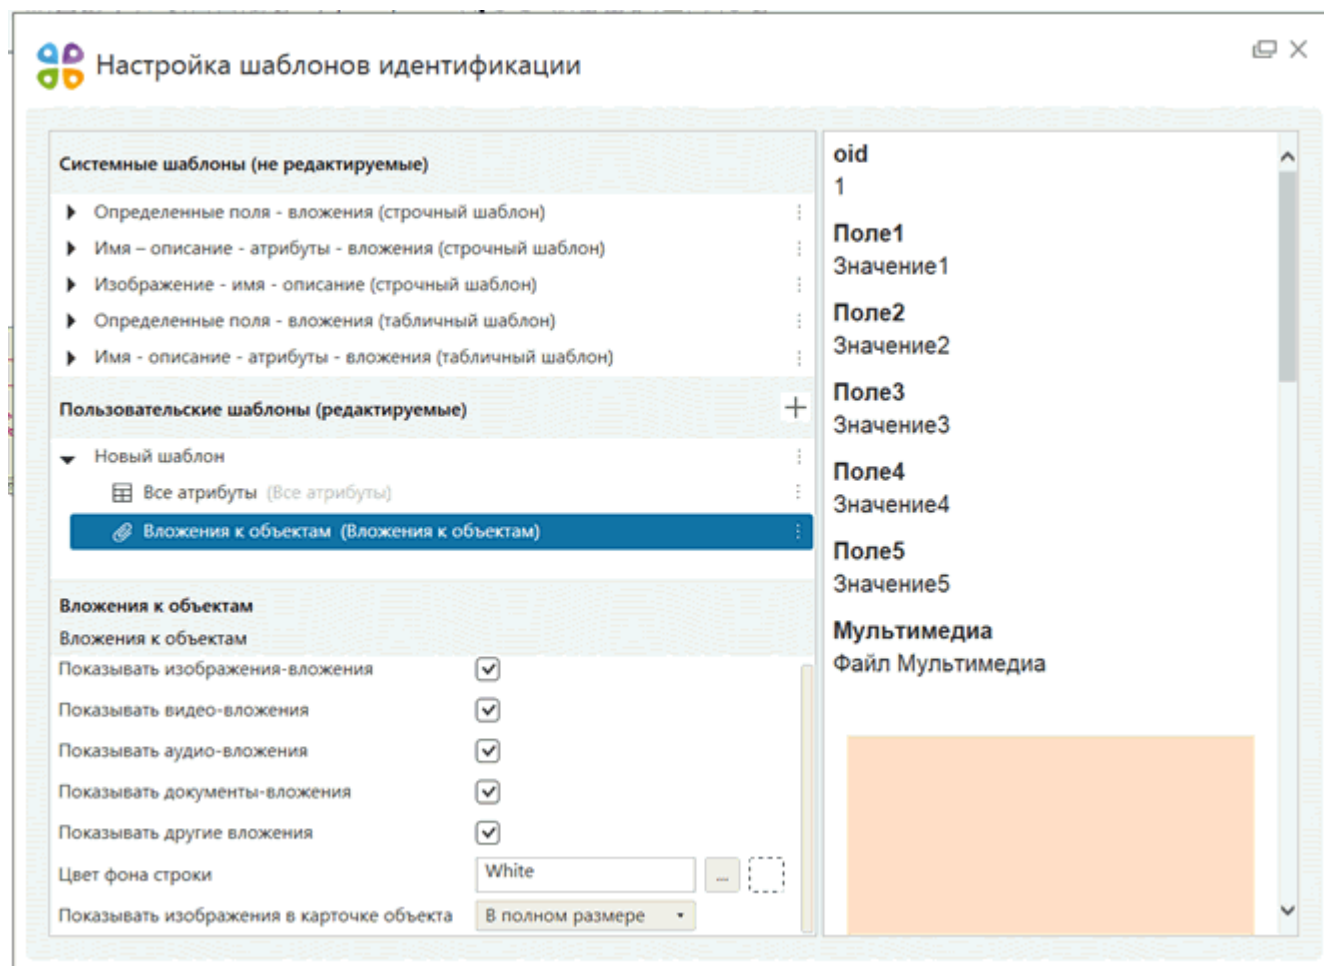 Настройка шаблонов идентификации
Системные шаблоны (не редактируемые)
Определенные поля - вложения (строчный шаблон)
Имя – описание - атрибуты - вложения (строчный шаблон)
Изображение - имя - описание (строчный шаблон)
Определенные поля - вложения (табличный шаблон)
Имя - описание - атрибуты - вложения (табличный шаблон)
Пользовательские шаблоны (редактируемые)
Новый шаблон
Все атрибуты (Все атрибуты)
Вложения к объектам (Вложения к объектам)
Вложения к объектам
Вложения к объектам
Показывать изображения-вложения
Показывать видео-вложения
Показывать аудио-вложения
Показывать документы-вложения
Показывать другие вложения
Цвет фона строки White ...
Показывать изображения в карточке объекта В полном размере
oid
1
Поле1
Значение1
Поле2
Значение2
Поле3
Значение3
Поле4
Значение4
Поле5
Значение5
Мультимедиа
Файл Мультимедиа